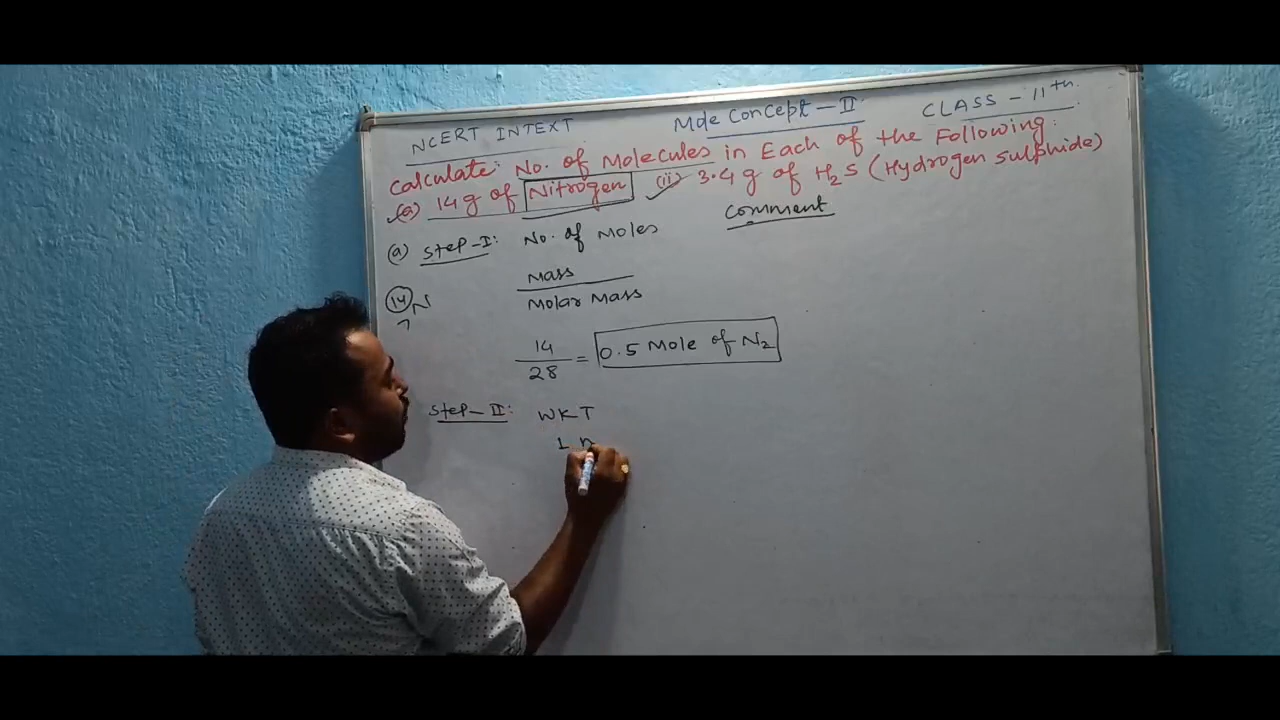 NCERT INTEXT
Mole Concept - II
CLASS - 11th.
Calculate: No. of Molecules in Each of the Following:
(a) 14 g of Nitrogen (ii) 3.4 g of H₂S (Hydrogen sulphide)
comment
(a) Step-I: No. of Moles
Mass
Molar Mass
14 N
7
14
28 = 0.5 Mole of N₂
Step-II: WKT
1